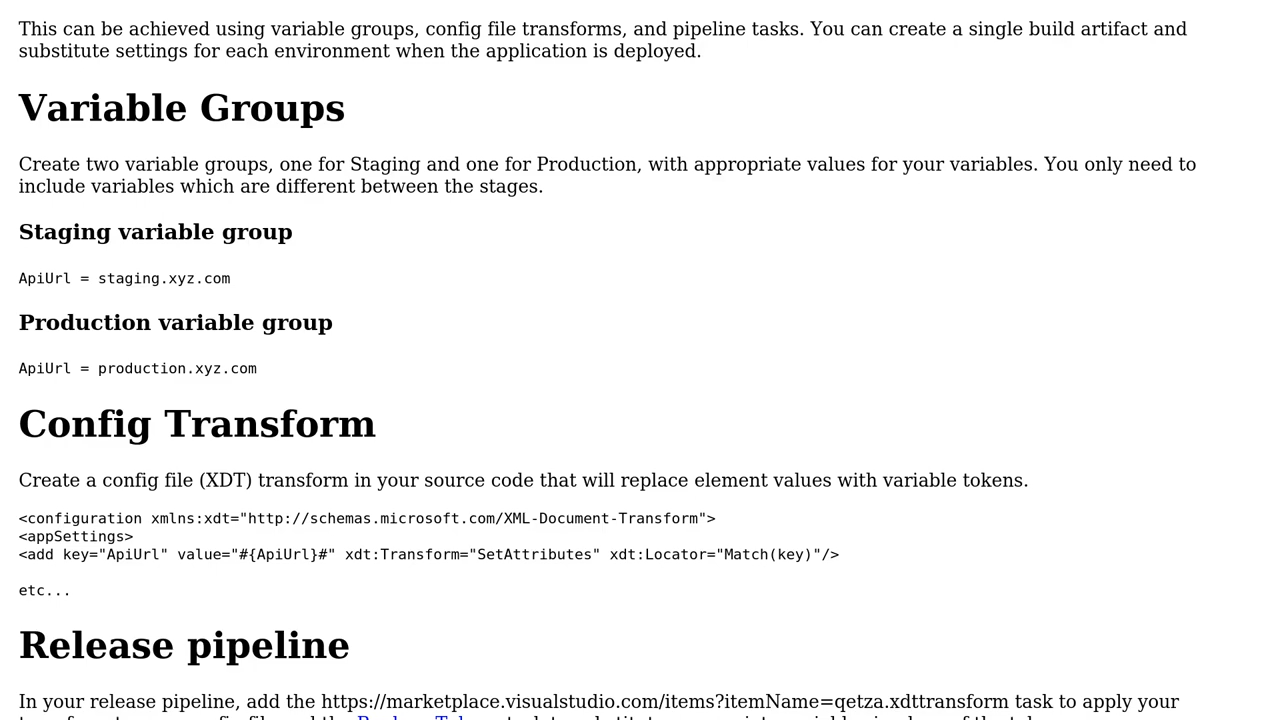 This can be achieved using variable groups, config file transforms, and pipeline tasks. You can create a single build artifact and
substitute settings for each environment when the application is deployed.
Variable Groups
Create two variable groups, one for Staging and one for Production, with appropriate values for your variables. You only need to
include variables which are different between the stages.
Staging variable group
ApiUrl = staging.xyz.com
Production variable group
ApiUrl = production.xyz.com
Config Transform
Create a config file (XDT) transform in your source code that will replace element values with variable tokens.
<configuration xmlns:xdt="http://schemas.microsoft.com/XML-Document-Transform">
<appSettings>
<add key="ApiUrl" value="#{ApiUrl}#" xdt:Transform="SetAttributes" xdt:Locator="Match(key)"/>
etc...
Release pipeline
In your release pipeline, add the https://marketplace.visualstudio.com/items?itemName=qetza.xdttransform task to apply your